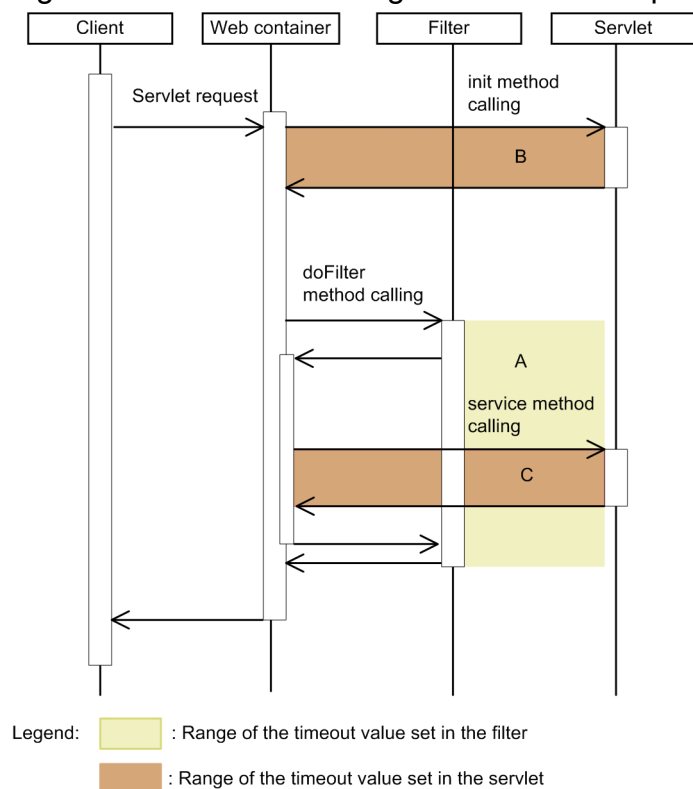 Client
Web container
Filter
Servlet
Servlet request
init method
calling
B
doFilter
method calling
A
service method
calling
C
Legend:
: Range of the timeout value set in the filter
: Range of the timeout value set in the servlet